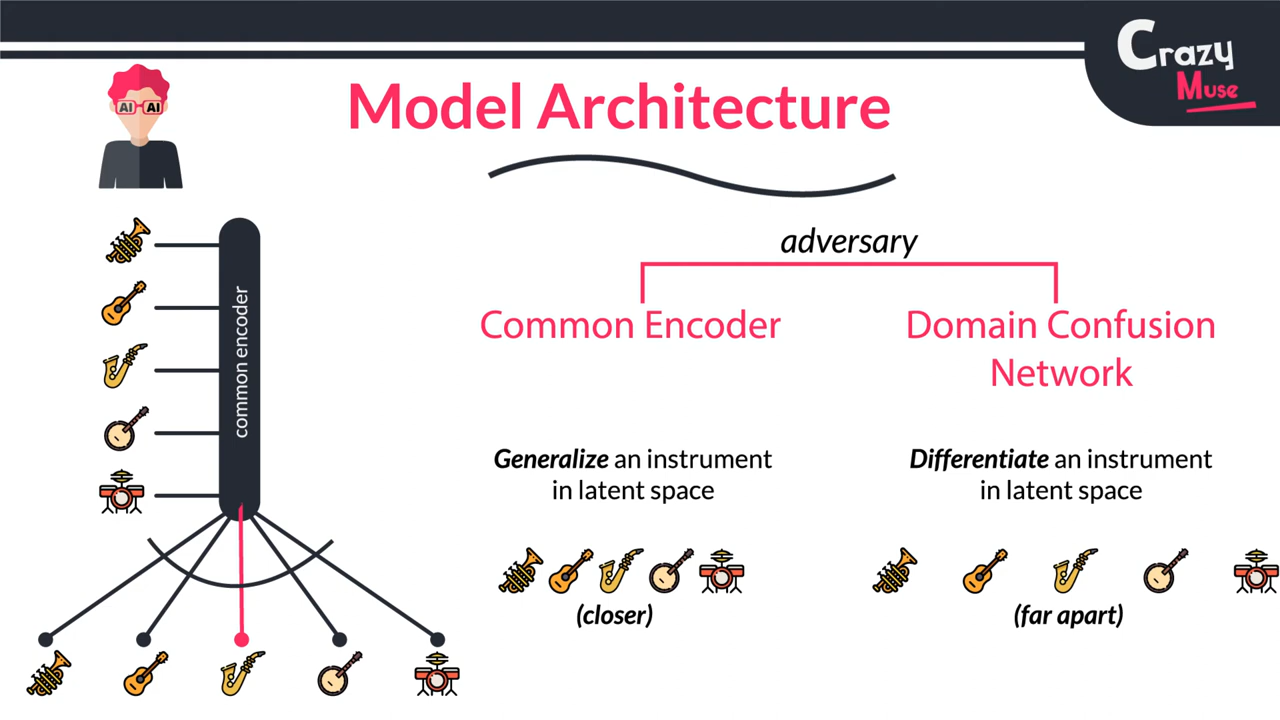 Crazy
Muse
AI AI
Model Architecture
common encoder
adversary
Common Encoder
Domain Confusion
Network
Generalize an instrument
in latent space
Differentiate an instrument
in latent space
(closer)
(far apart)